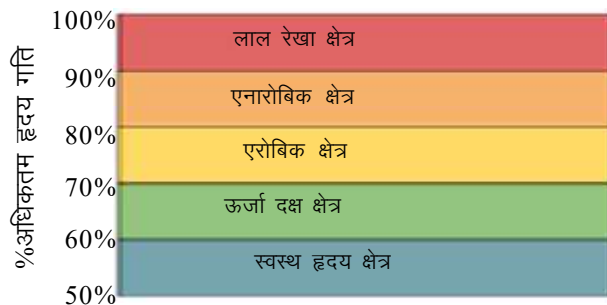 100%
लाल रेखा क्षेत्र
90%
एनारोबिक क्षेत्र
80%
एरोबिक क्षेत्र
70%
ऊर्जा दक्ष क्षेत्र
60%
स्वस्थ हृदय क्षेत्र
50%
%अधिकतम हृदय गति